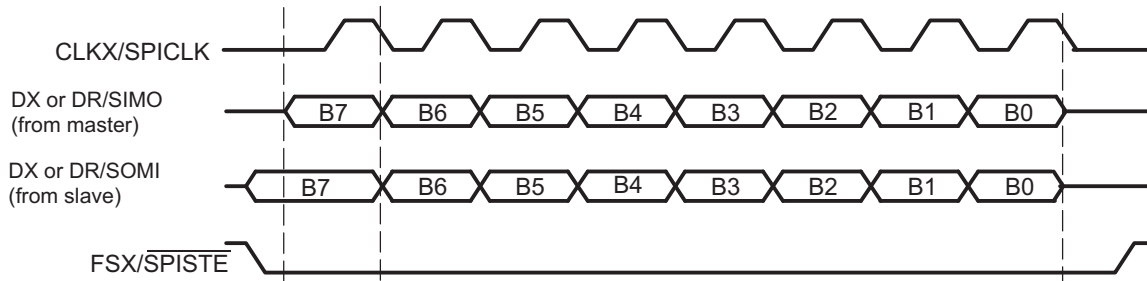 CLKX/SPICLK
DX or DR/SIMO
(from master)
B7 B6 B5 B4 B3 B2 B1 B0
DX or DR/SOMI
(from slave)
B7 B6 B5 B4 B3 B2 B1 B0
FSX/SPISTE